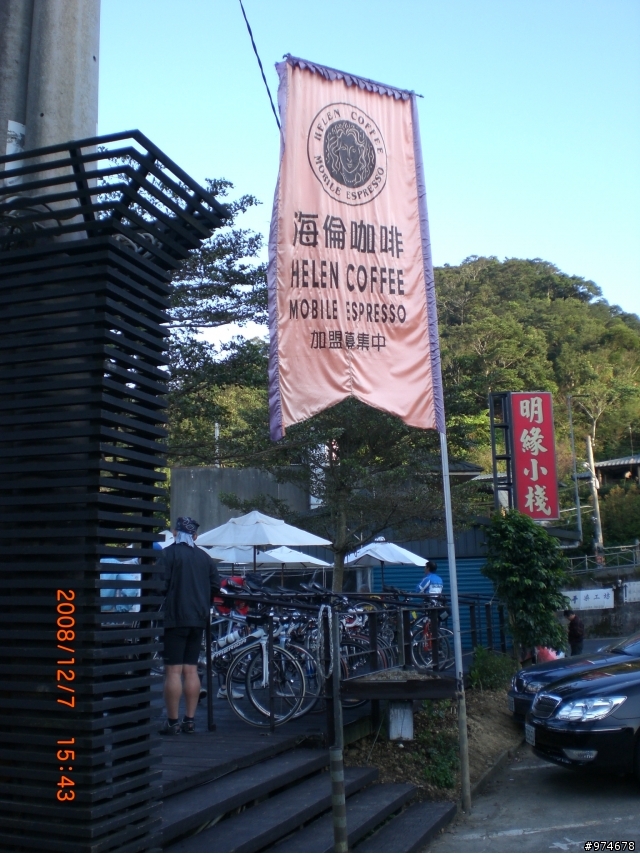 HELEN COFFEE
MOBILE ESPRESSO
海倫咖啡
HELEN COFFEE
MOBILE ESPRESSO
加盟募集中
明緣小棧
2008/12/7 15:43
#974678